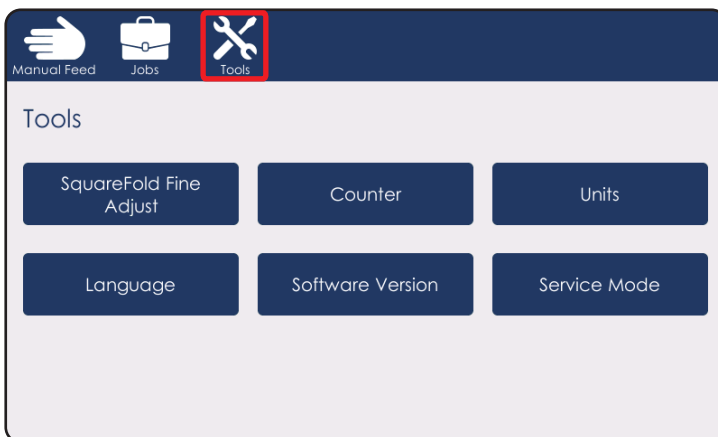 Manual Feed Jobs Tools
Tools
SquareFold Fine
Adjust
Counter
Units
Language
Software Version
Service Mode